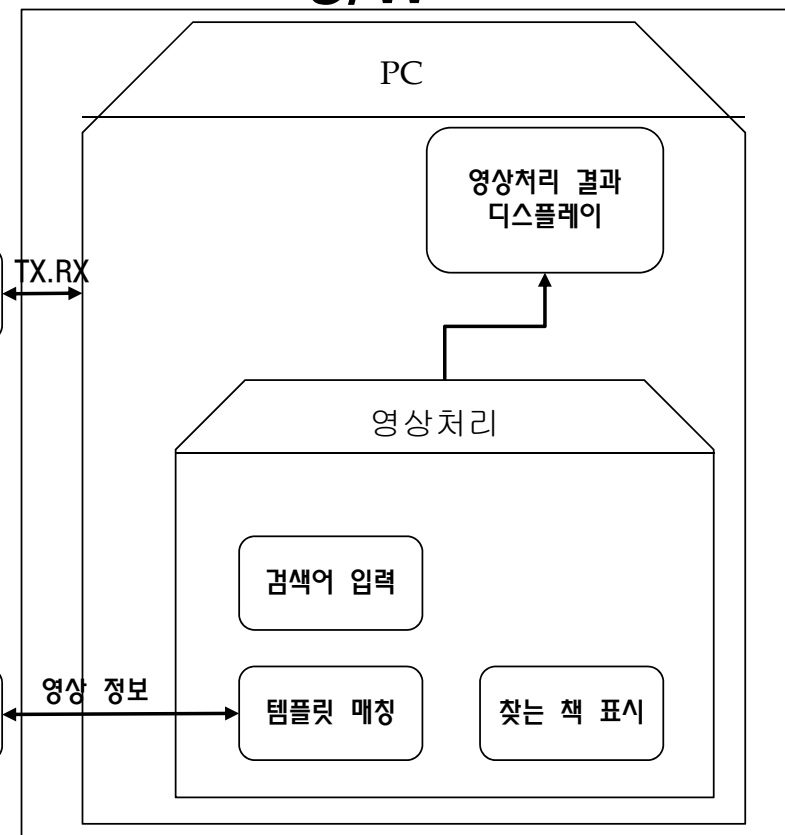 PC
영상처리 결과
디스플레이
TX.RX
영상처리
검색어 입력
영상 정보
템플릿 매칭
찾는 책 표시